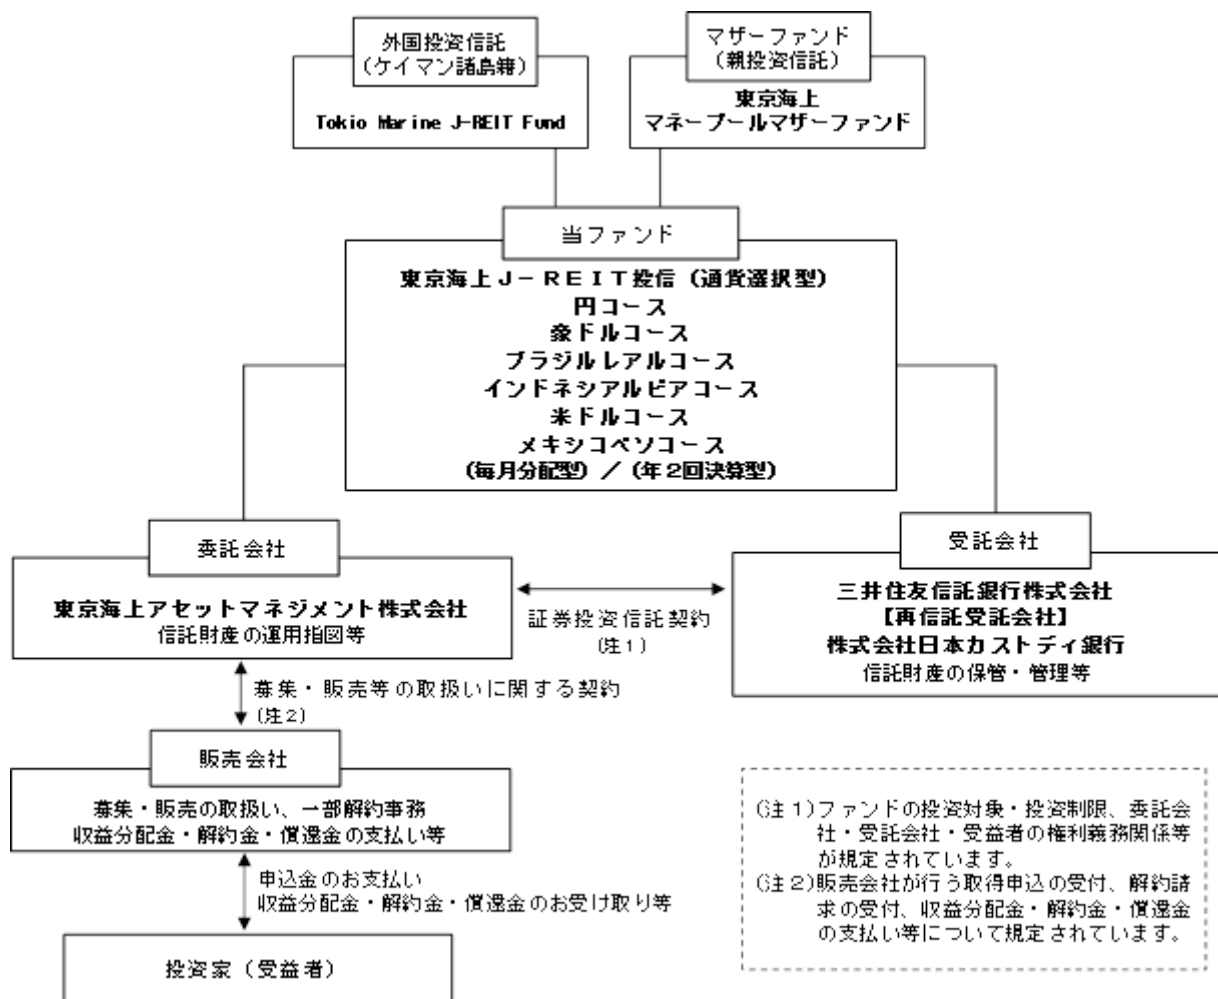 外国投資信託
(ケイマン諸島籍)
Tokio Marine J-REIT Fund
マザーファンド
(親投資信託)
東京海上
マネープールマザーファンド
当ファンド
東京海上J-REIT投信(通貨選択型)
円コース
豪ドルコース
ブラジルレアルコース
インドネシアルピアコース
米ドルコース
メキシコペソコース
(毎月分配型)/(年2回決算型)
委託会社
東京海上アセットマネジメント株式会社
信託財産の運用指図等
証券投資信託契約
(注1)
受託会社
三井住友信託銀行株式会社
【再信託受託会社】
株式会社日本カストディ銀行
信託財産の保管・管理等
募集・販売等の取扱いに関する契約
(注2)
販売会社
募集・販売の取扱い、一部解約事務
収益分配金・解約金・償還金の支払い等
申込金のお支払い
収益分配金・解約金・償還金のお受け取り等
投資家(受益者)
(注1)ファンドの投資対象・投資制限、委託会
社・受託会社・受益者の権利義務関係等
が規定されています。
(注2)販売会社が行う取得申込の受付、解約請
求の受付、収益分配金・解約金・償還金
の支払い等について規定されています。